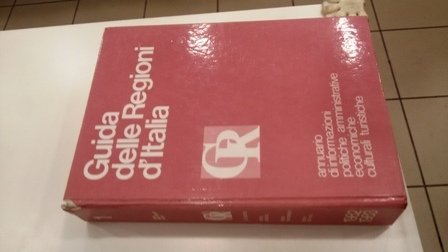 Guida
delle Regioni
d'Italia
GR
annuario
di informazioni
politiche amministrative
economiche
culturali turistiche